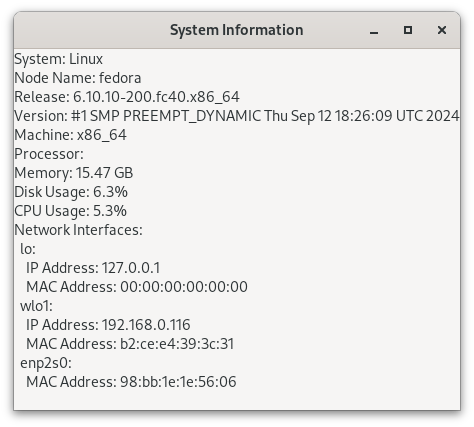 System Information
System: Linux
Node Name: fedora
Release: 6.10.10-200.fc40.x86_64
Version: #1 SMP PREEMPT_DYNAMIC Thu Sep 12 18:26:09 UTC 2024
Machine: x86_64
Processor:
Memory: 15.47 GB
Disk Usage: 6.3%
CPU Usage: 5.3%
Network Interfaces:
  lo:
    IP Address: 127.0.0.1
    MAC Address: 00:00:00:00:00:00
  wlo1:
    IP Address: 192.168.0.116
    MAC Address: b2:ce:e4:39:3c:31
  enp2s0:
    MAC Address: 98:bb:1e:1e:56:06